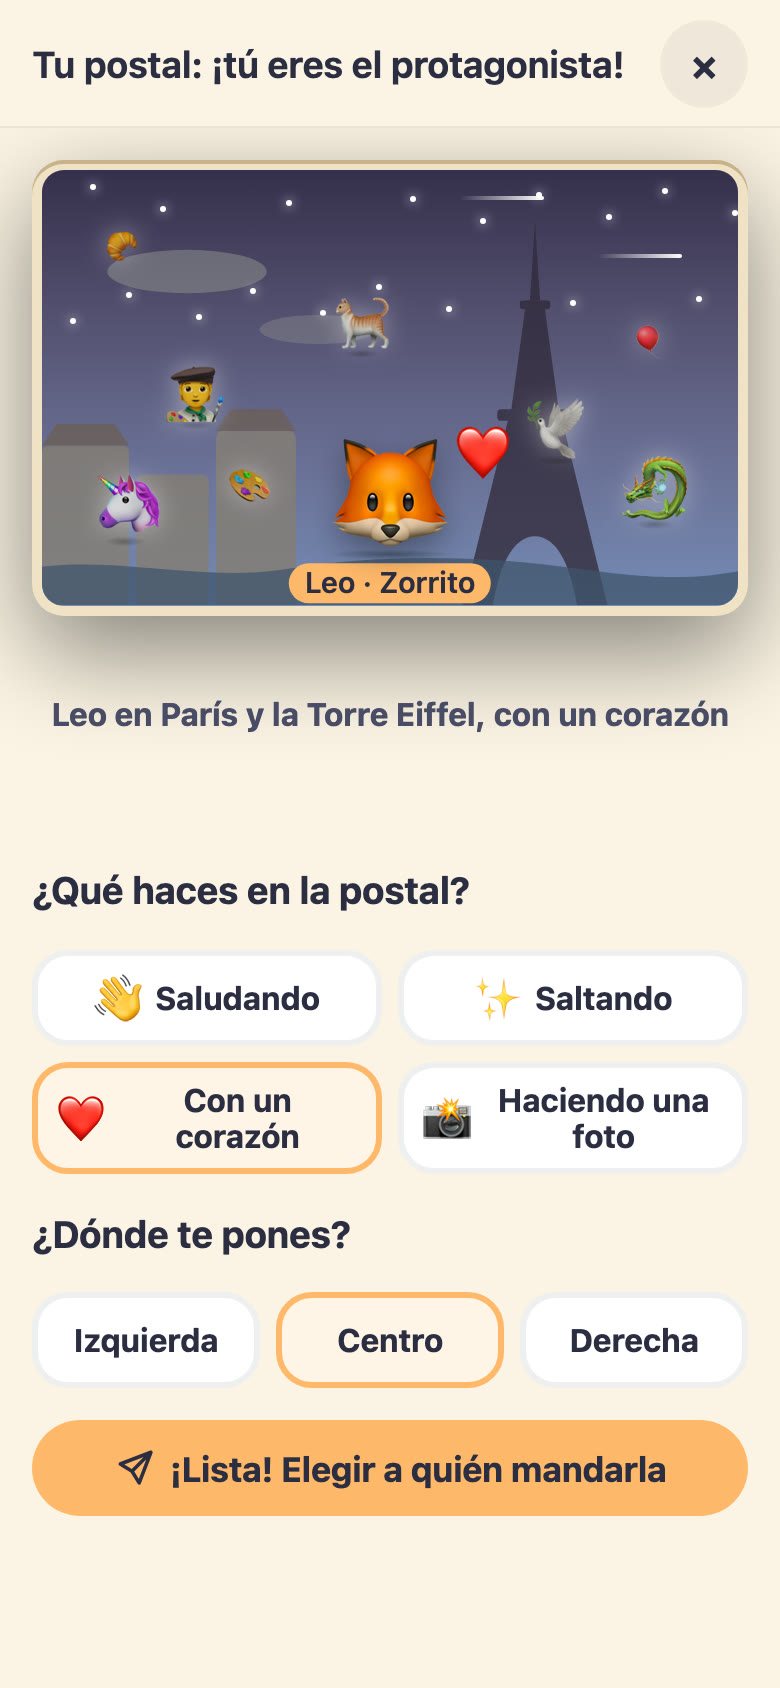 Tu postal: ¡tú eres el protagonista!
Leo · Zorrito
Leo en París y la Torre Eiffel, con un corazón
¿Qué haces en la postal?
Saludando
Saltando
Con un
corazón
Haciendo una
foto
¿Dónde te pones?
Izquierda
Centro
Derecha
¡Lista! Elegir a quién mandarla